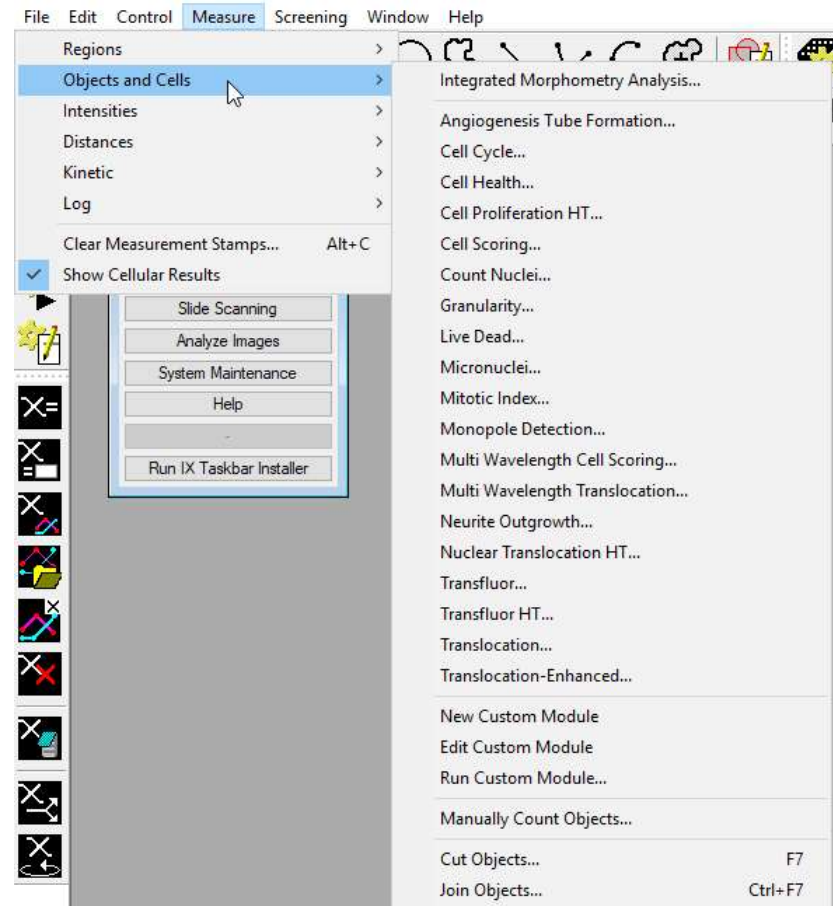 File Edit Control Measure Screening Window Help
Regions >
Objects and Cells >
Intensities >
Distances >
Kinetic >
Log >
Clear Measurement Stamps... Alt+C
Show Cellular Results
Slide Scanning
Analyze Images
System Maintenance
Help
-
Run IX Taskbar Installer
Integrated Morphometry Analysis...
Angiogenesis Tube Formation...
Cell Cycle...
Cell Health...
Cell Proliferation HT...
Cell Scoring...
Count Nuclei...
Granularity...
Live Dead...
Micronuclei...
Mitotic Index...
Monopole Detection...
Multi Wavelength Cell Scoring...
Multi Wavelength Translocation...
Neurite Outgrowth...
Nuclear Translocation HT...
Transfluor...
Transfluor HT...
Translocation...
Translocation-Enhanced...
New Custom Module
Edit Custom Module
Run Custom Module...
Manually Count Objects...
Cut Objects... F7
Join Objects... Ctrl+F7